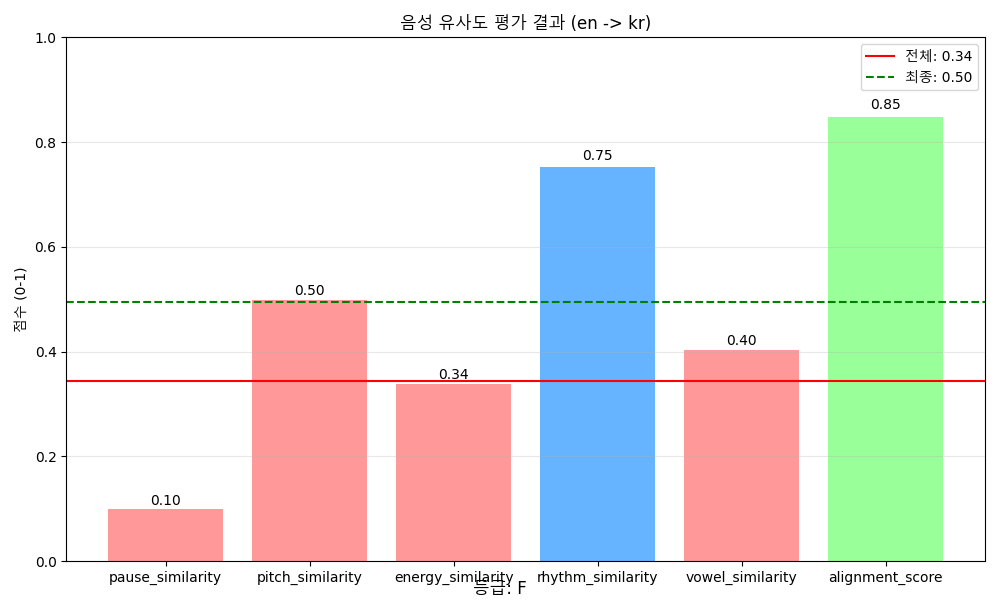 음성 유사도 평가 결과 (en -> kr)
전체: 0.34
최종: 0.50
점수 (0-1)
1.0
0.8
0.6
0.4
0.2
0.0
0.10
0.50
0.34
0.75
0.40
0.85
pause_similarity
pitch_similarity
energy_similarity
rhythm_similarity
vowel_similarity
alignment_score
등급: F